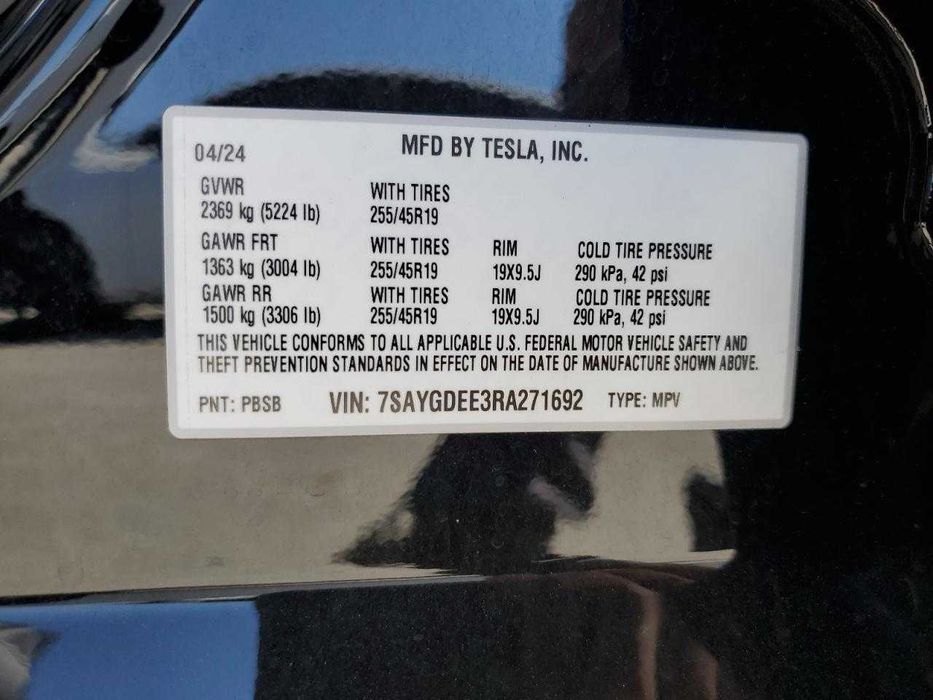 04/24 MFD BY TESLA, INC.
GVWR WITH TIRES
2369 kg (5224 lb) 255/45R19
GAWR FRT WITH TIRES RIM COLD TIRE PRESSURE
1363 kg (3004 lb) 255/45R19 19X9.5J 290 kPa, 42 psi
GAWR RR WITH TIRES RIM COLD TIRE PRESSURE
1500 kg (3306 lb) 255/45R19 19X9.5J 290 kPa, 42 psi
THIS VEHICLE CONFORMS TO ALL APPLICABLE U.S. FEDERAL MOTOR VEHICLE SAFETY AND
THEFT PREVENTION STANDARDS IN EFFECT ON THE DATE OF MANUFACTURE SHOWN ABOVE.
PNT: PBSB VIN: 7SAYGDEE3RA271692 TYPE: MPV